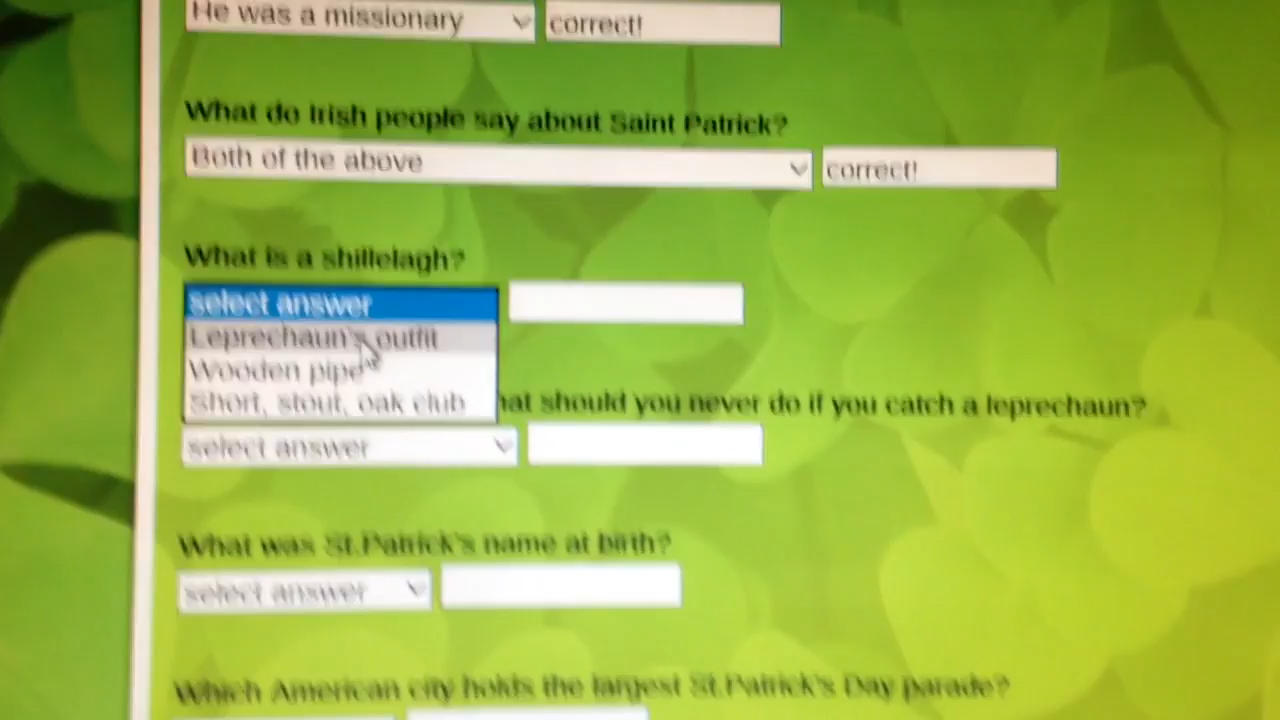 He was a missionary correct!
What do Irish people say about Saint Patrick?
Both of the above correct!
What is a shillelagh?
select answer
Leprechaun's outfit
Wooden pipe
Short, stout, oak club
hat should you never do if you catch a leprechaun?
select answer
What was St.Patrick's name at birth?
select answer
Which American city holds the largest St.Patrick's Day parade?